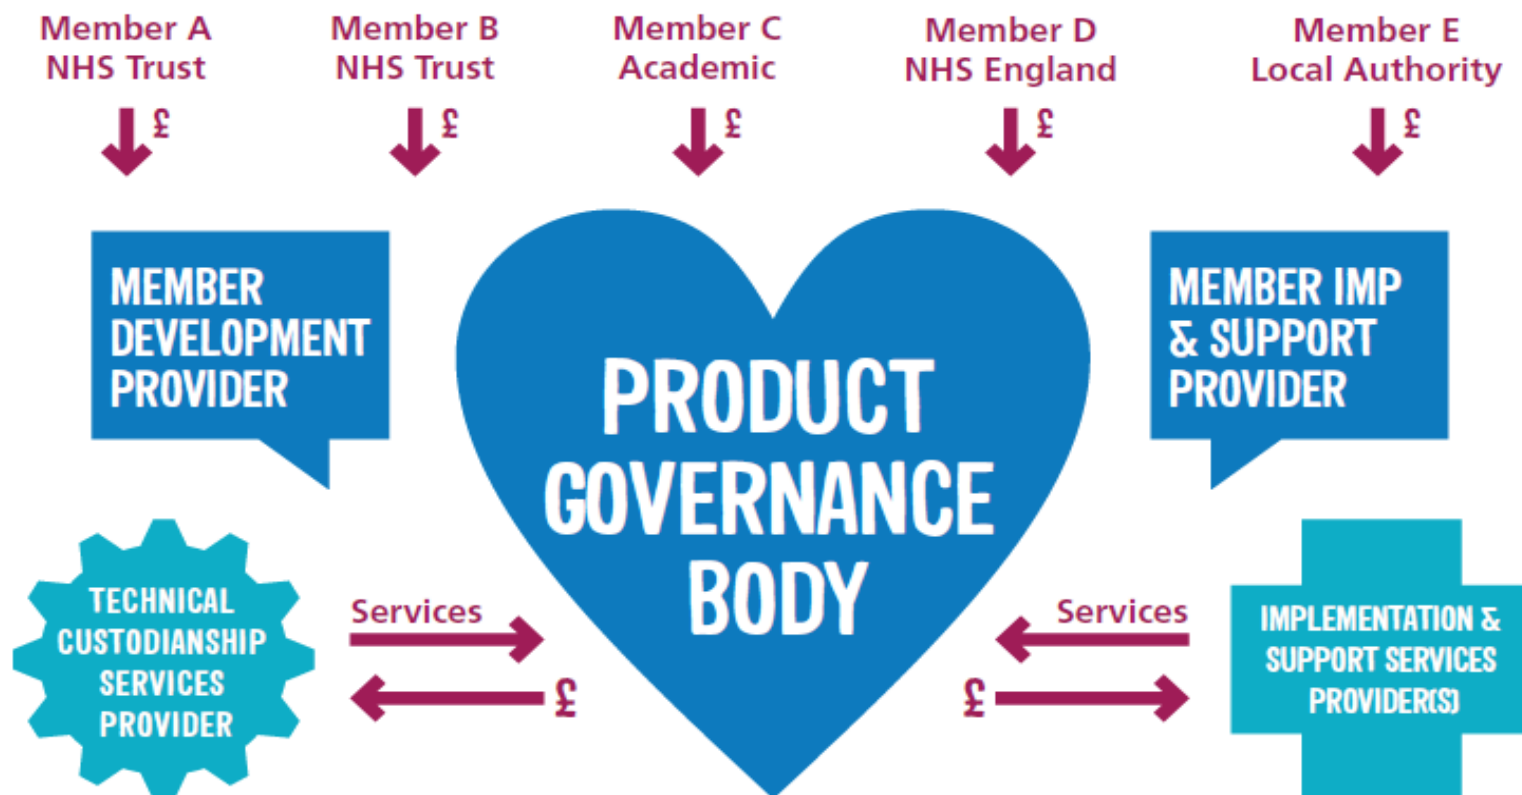 Member A
NHS Trust
Member B
NHS Trust
Member C
Academic
Member D
NHS England
Member E
Local Authority
£
£
£
£
£
MEMBER
DEVELOPMENT
PROVIDER
PRODUCT
GOVERNANCE
BODY
MEMBER IMP
& SUPPORT
PROVIDER
TECHNICAL
CUSTODIANSHIP
SERVICES
PROVIDER
Services
£
Services
£
IMPLEMENTATION &
SUPPORT SERVICES
PROVIDER(S)